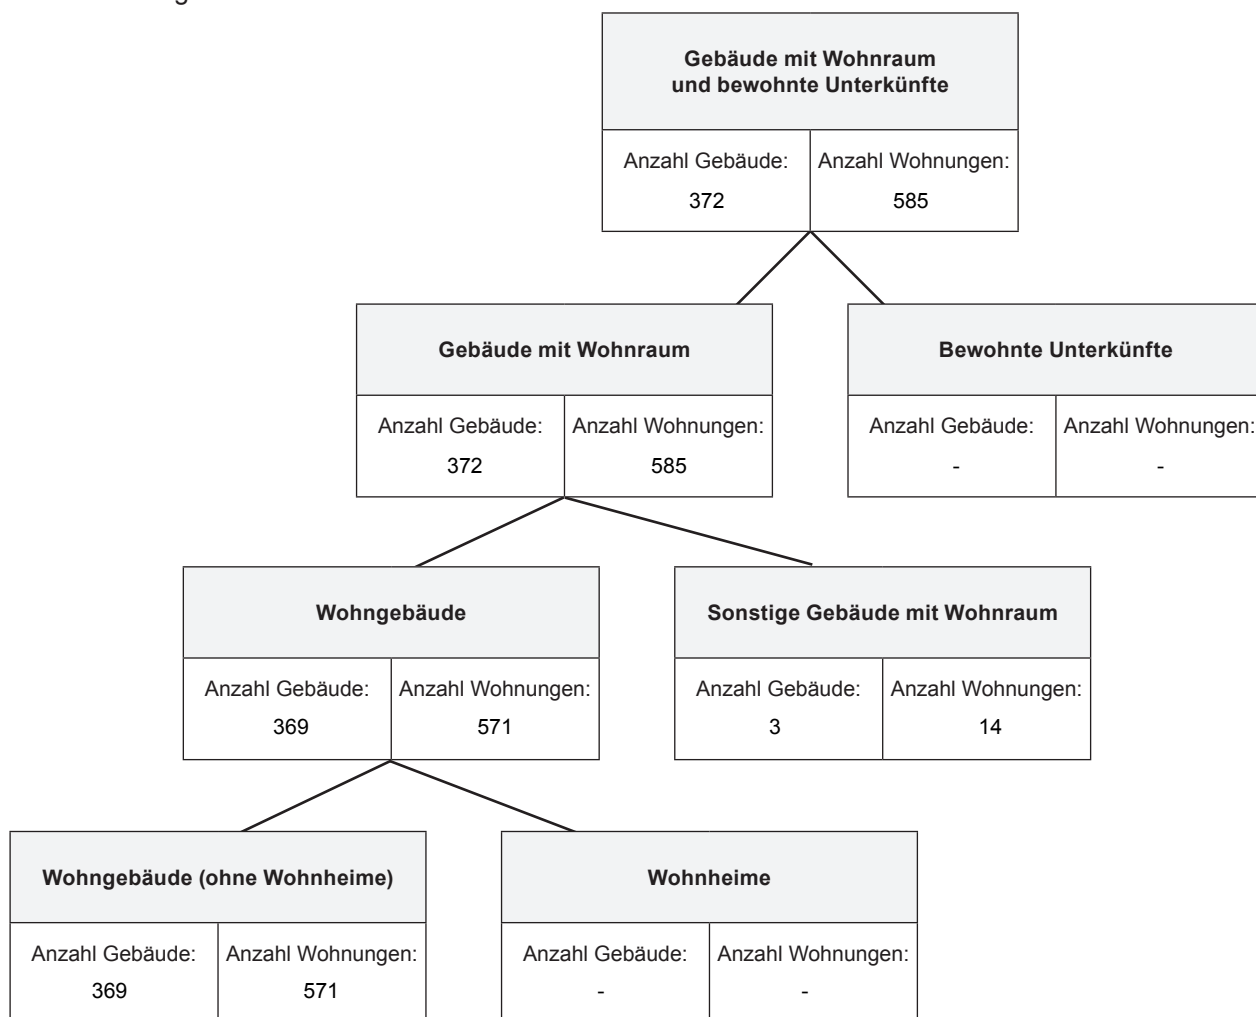 Gebäude mit Wohnraum
und bewohnte Unterkünfte
Anzahl Gebäude: Anzahl Wohnungen:
372 585
Gebäude mit Wohnraum
Anzahl Gebäude: Anzahl Wohnungen:
372 585
Bewohnte Unterkünfte
Anzahl Gebäude: Anzahl Wohnungen:
- -
Wohngebäude
Anzahl Gebäude: Anzahl Wohnungen:
369 571
Sonstige Gebäude mit Wohnraum
Anzahl Gebäude: Anzahl Wohnungen:
3 14
Wohngebäude (ohne Wohnheime)
Anzahl Gebäude: Anzahl Wohnungen:
369 571
Wohnheime
Anzahl Gebäude: Anzahl Wohnungen:
- -